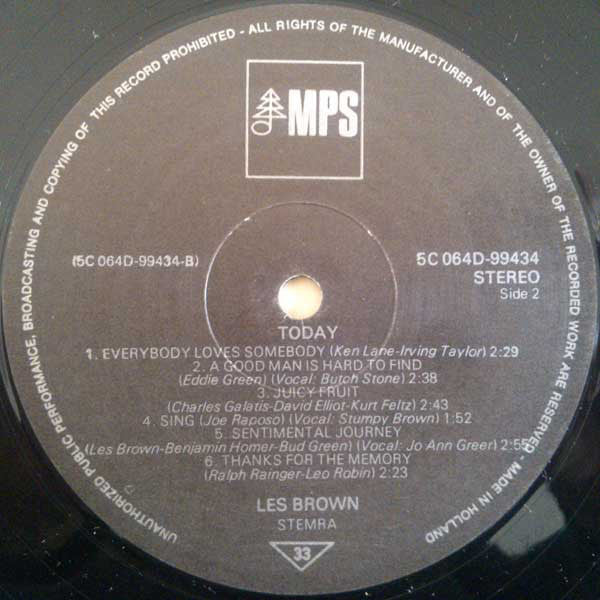 UNAUTHORIZED PUBLIC PERFORMANCE, BROADCASTING AND COPYING OF THIS RECORD PROHIBITED - ALL RIGHTS OF THE MANUFACTURER AND OF THE OWNER OF THE RECORDED WORK ARE RESERVED. MADE IN HOLLAND
MPS
(5C 064D-99434-B)
5C 064D-99434
STEREO
Side 2
TODAY
1. EVERYBODY LOVES SOMEBODY (Ken Lane-Irving Taylor) 2:29
2. A GOOD MAN IS HARD TO FIND
(Eddie Green) (Vocal: Butch Stone) 2:38
3. JUICY FRUIT
(Charles Galatis-David Elliot-Kurt Feltz) 2:43
4. SING (Joe Raposo) (Vocal: Stumpy Brown) 1:52
5. SENTIMENTAL JOURNEY
(Les Brown-Benjamin Homer-Bud Green) (Vocal: Jo Ann Greer) 2:55
6. THANKS FOR THE MEMORY
(Ralph Rainger-Leo Robin) 2:23
LES BROWN
STEMRA
33